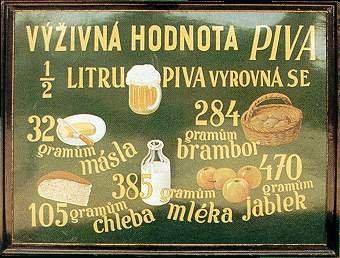 VÝŽIVNÁ HODNOTA PIVA
½ LITRU PIVA VYROVNÁ SE
32 gramům másla
284 gramům brambor
105 gramům chleba
385 gramům mléka
470 gramům jablek